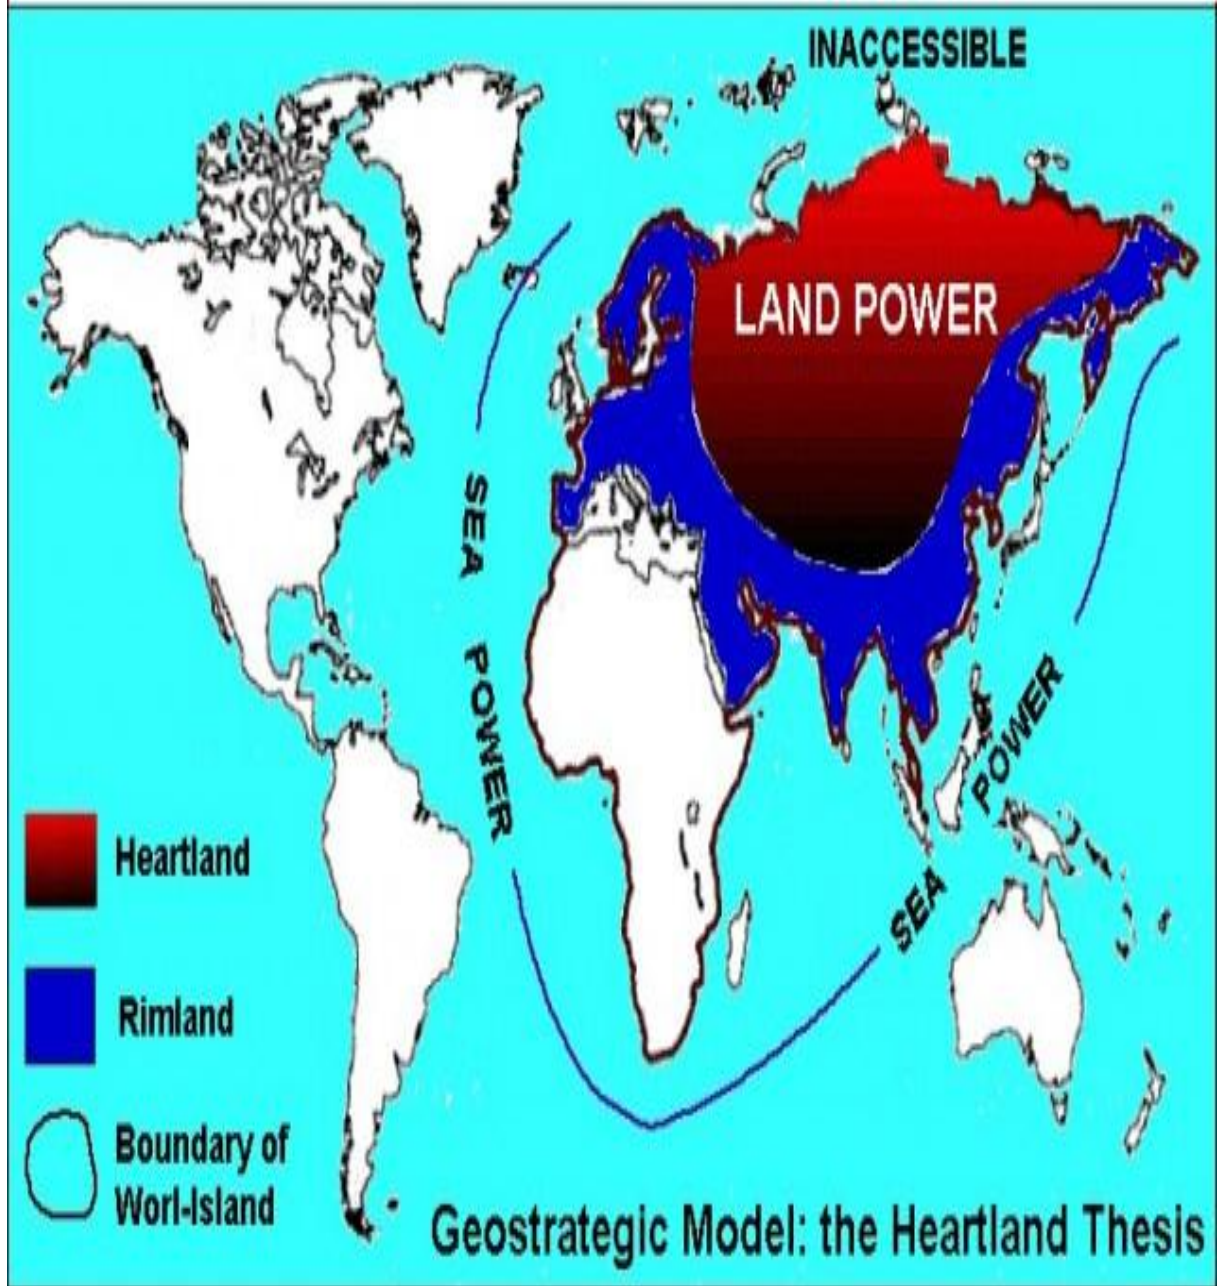 INACCESSIBLE
LAND POWER
SEA POWER
SEA POWER
Heartland
Rimland
Boundary of
Worl-Island
Geostrategic Model: the Heartland Thesis